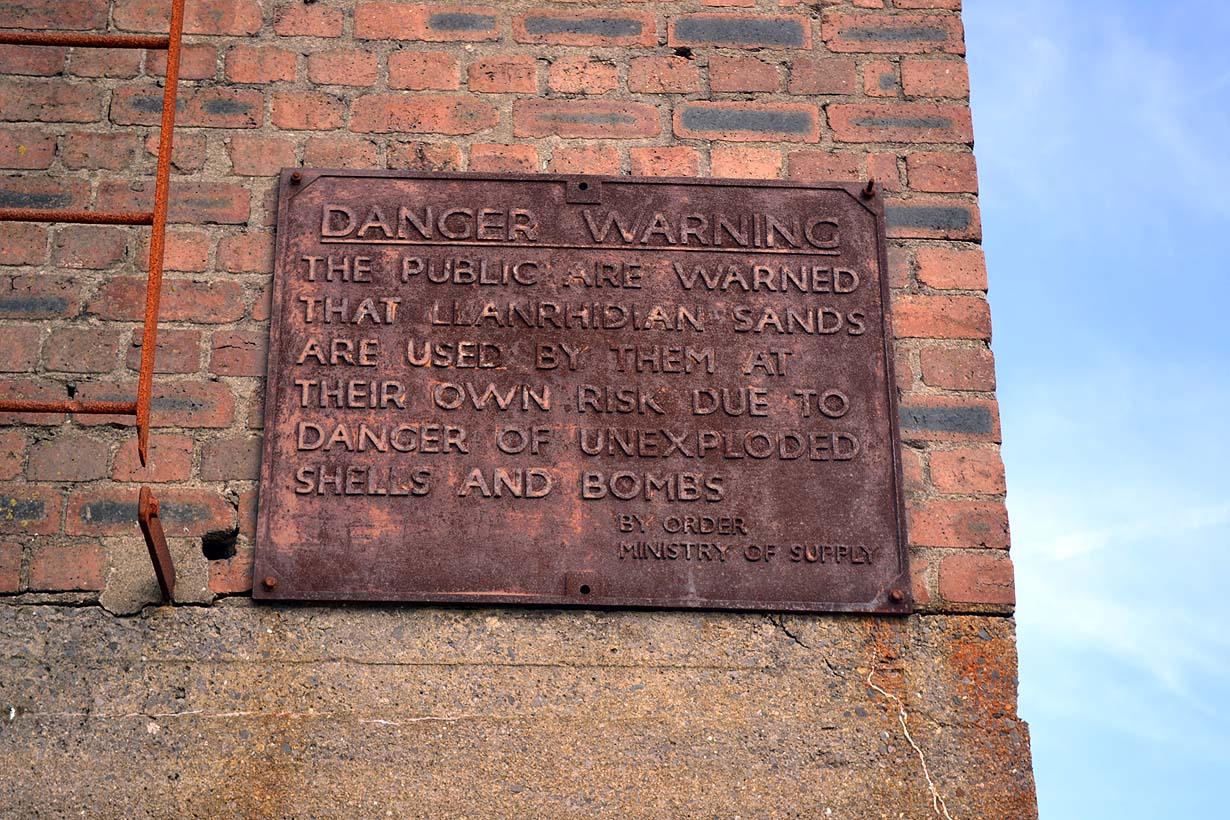 DANGER WARNING
THE PUBLIC ARE WARNED
THAT LLANRHIDIAN SANDS
ARE USED BY THEM AT
THEIR OWN RISK DUE TO
DANGER OF UNEXPLODED
SHELLS AND BOMBS
BY ORDER
MINISTRY OF SUPPLY